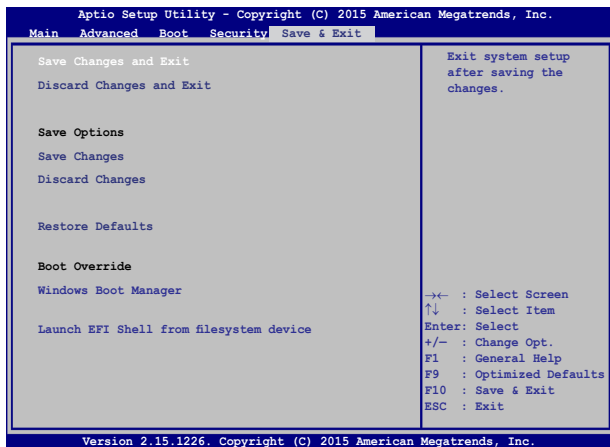 Aptio Setup Utility - Copyright (C) 2015 American Megatrends, Inc.
Main Advanced Boot Security Save & Exit
Save Changes and Exit
Discard Changes and Exit
Save Options
Save Changes
Discard Changes
Restore Defaults
Boot Override
Windows Boot Manager
Launch EFI Shell from filesystem device
Exit system setup
after saving the
changes.
→← : Select Screen
↑↓ : Select Item
Enter: Select
+/− : Change Opt.
F1 : General Help
F9 : Optimized Defaults
F10 : Save & Exit
ESC : Exit
Version 2.15.1226. Copyright (C) 2015 American Megatrends, Inc.